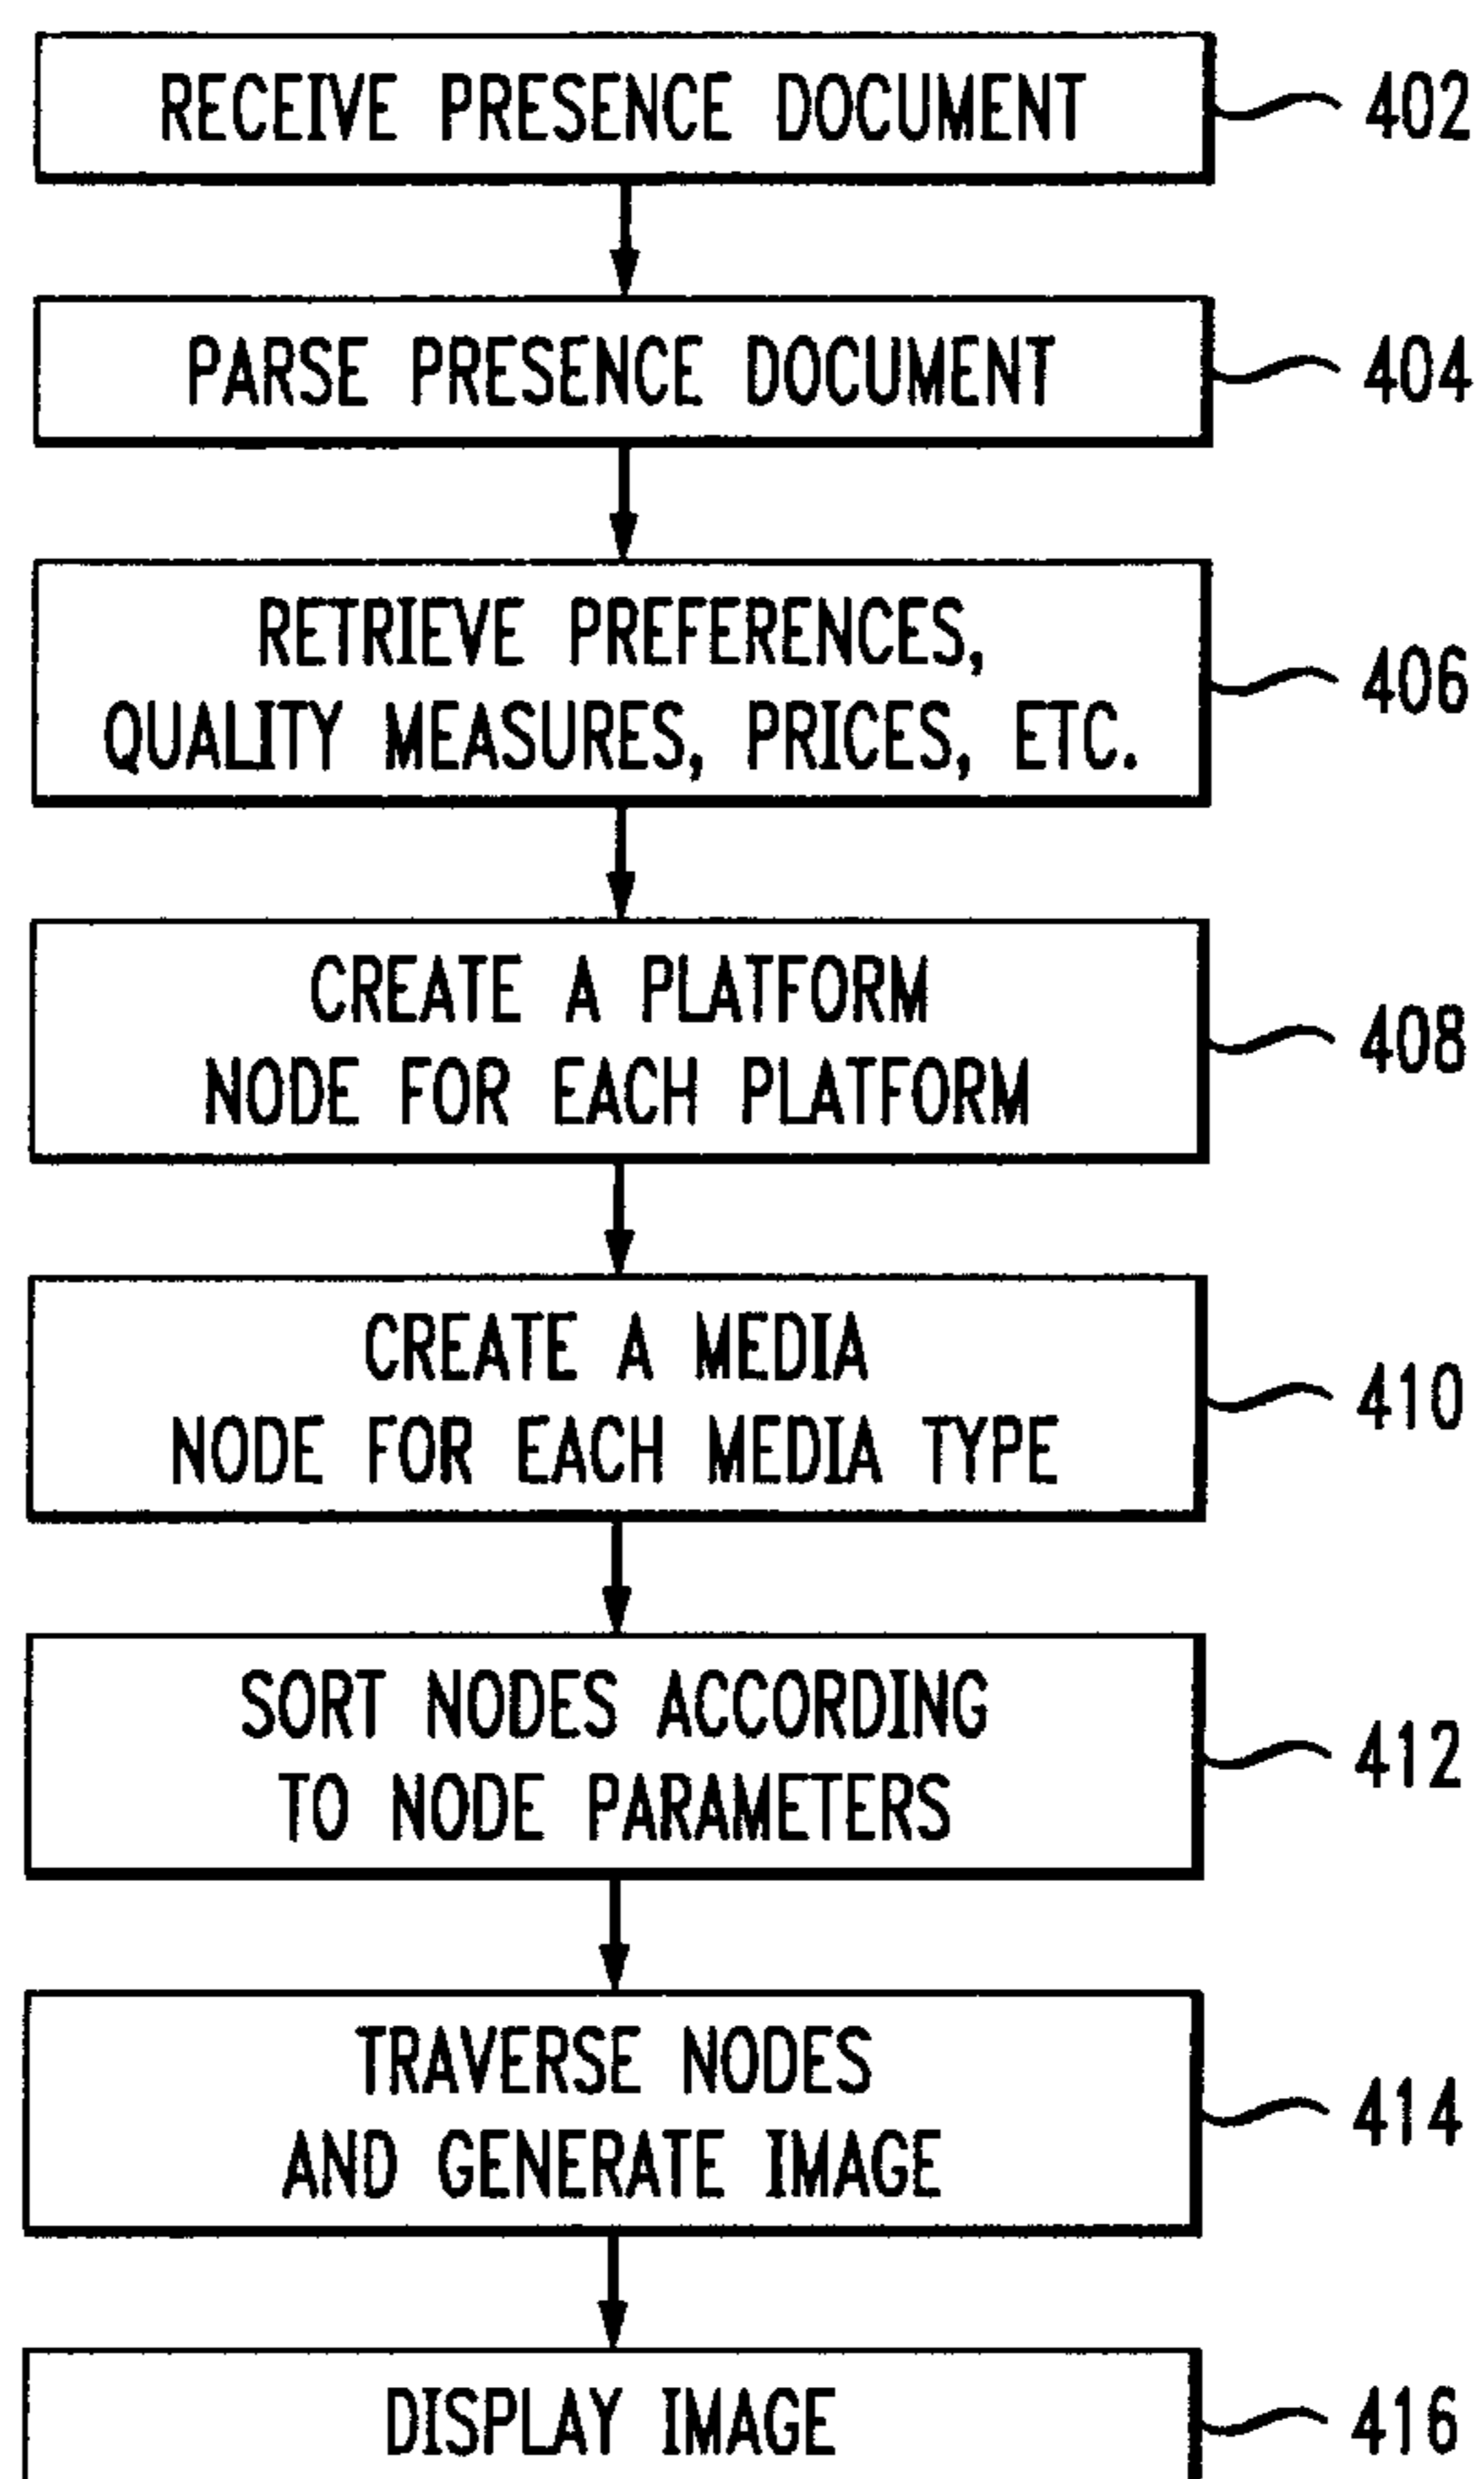 RECEIVE PRESENCE DOCUMENT 402
PARSE PRESENCE DOCUMENT 404
RETRIEVE PREFERENCES,
QUALITY MEASURES, PRICES, ETC. 406
CREATE A PLATFORM
NODE FOR EACH PLATFORM 408
CREATE A MEDIA
NODE FOR EACH MEDIA TYPE 410
SORT NODES ACCORDING
TO NODE PARAMETERS 412
TRAVERSE NODES
AND GENERATE IMAGE 414
DISPLAY IMAGE 416